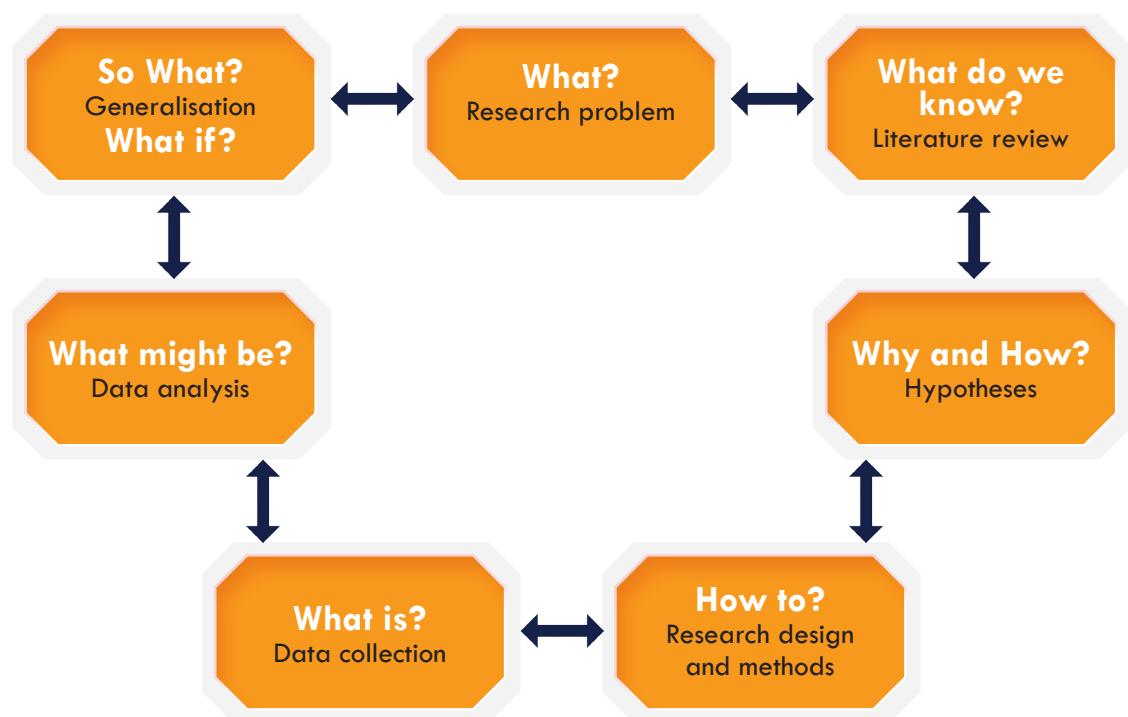 So What?
Generalisation
What if?
What?
Research problem
What do we
know?
Literature review
What might be?
Data analysis
Why and How?
Hypotheses
What is?
Data collection
How to?
Research design
and methods